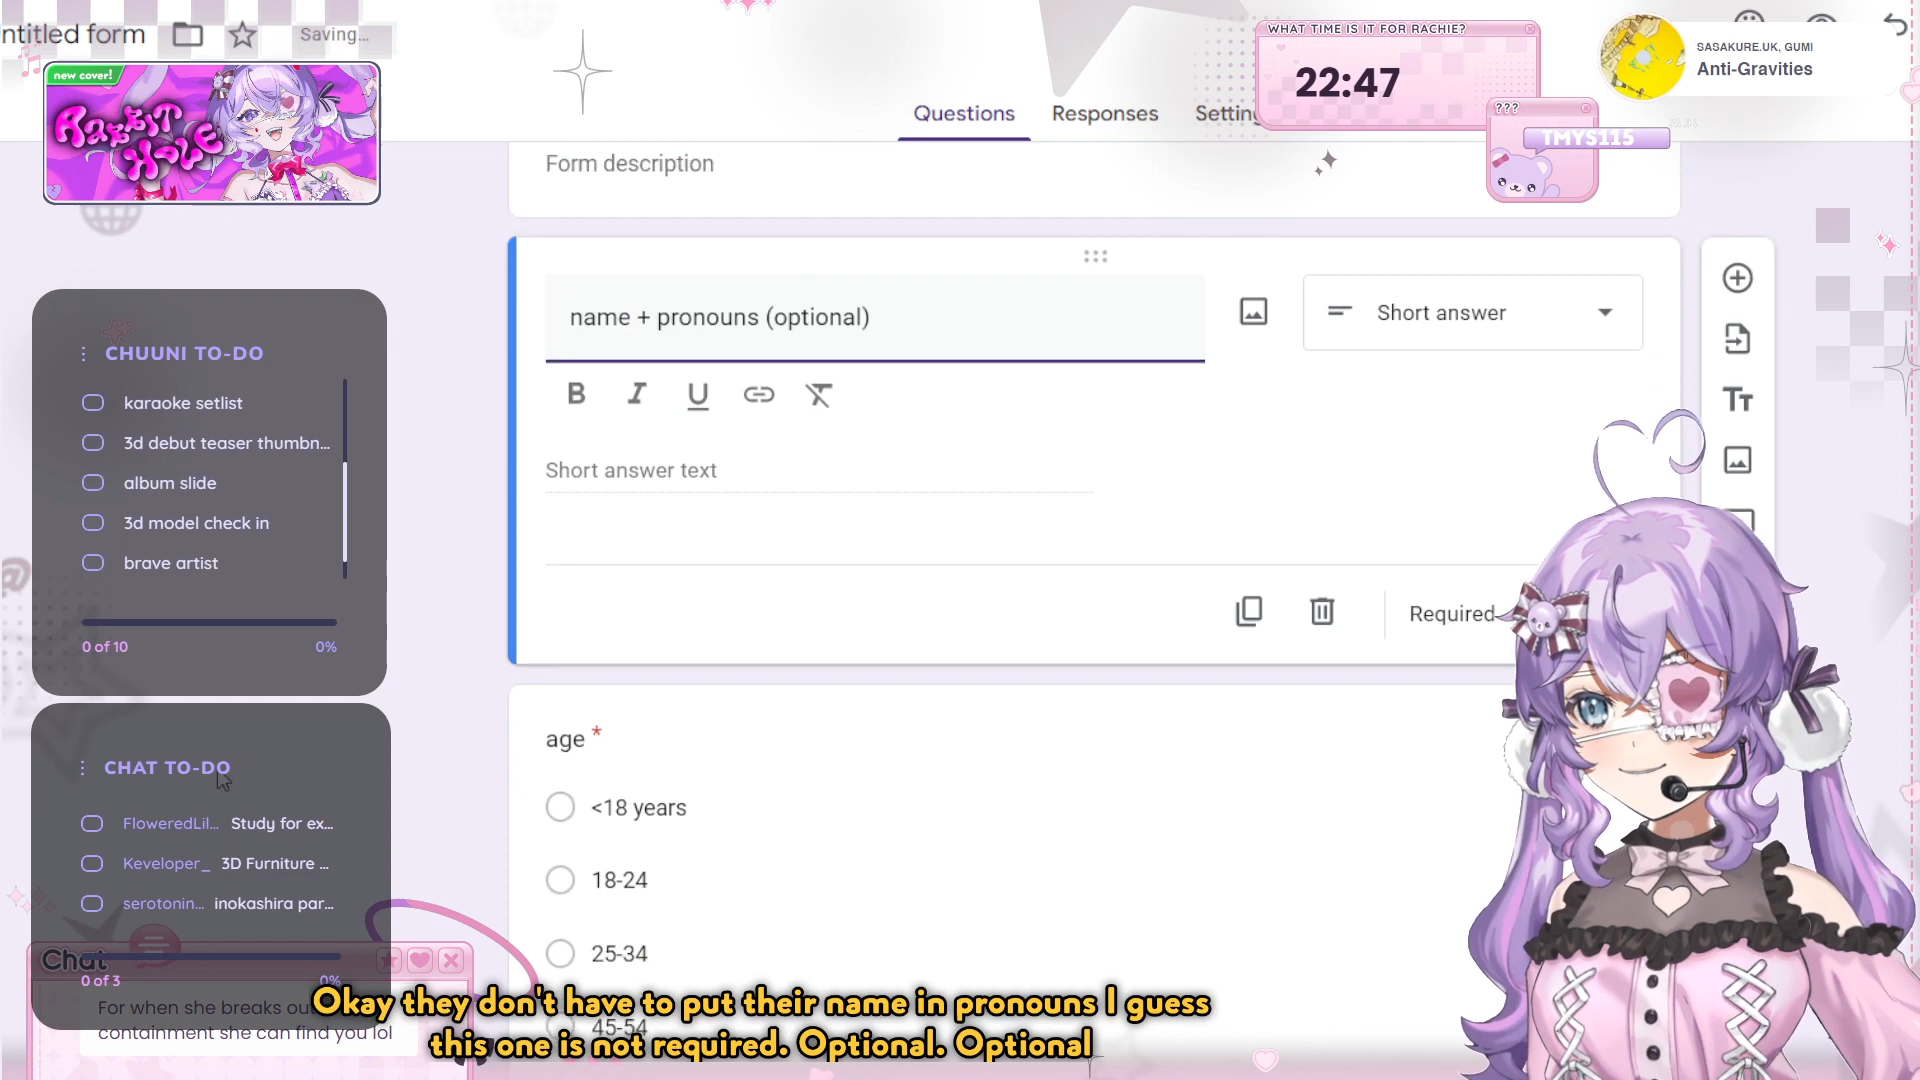 ntitled form
Saving...
new cover!
RABBIT HOLE
WHAT TIME IS IT FOR RACHIE?
22:47
???
TMYS115
SASAKURE.UK, GUMI
Anti-Gravities
Questions
Responses
Setting
Form description
name + pronouns (optional)
Short answer
B I U
Tt
Short answer text
Required
CHUUNI TO-DO
karaoke setlist
3d debut teaser thumbn...
album slide
3d model check in
brave artist
0 of 10
0%
CHAT TO-DO
FloweredLil... Study for ex...
Keveloper_ 3D Furniture ...
serotonin... inokashira par...
0 of 3
0%
Chat
For when she breaks ou
containment she can find you lol
age *
<18 years
18-24
25-34
45-54
Okay they don't have to put their name in pronouns I guess
this one is not required. Optional. Optional